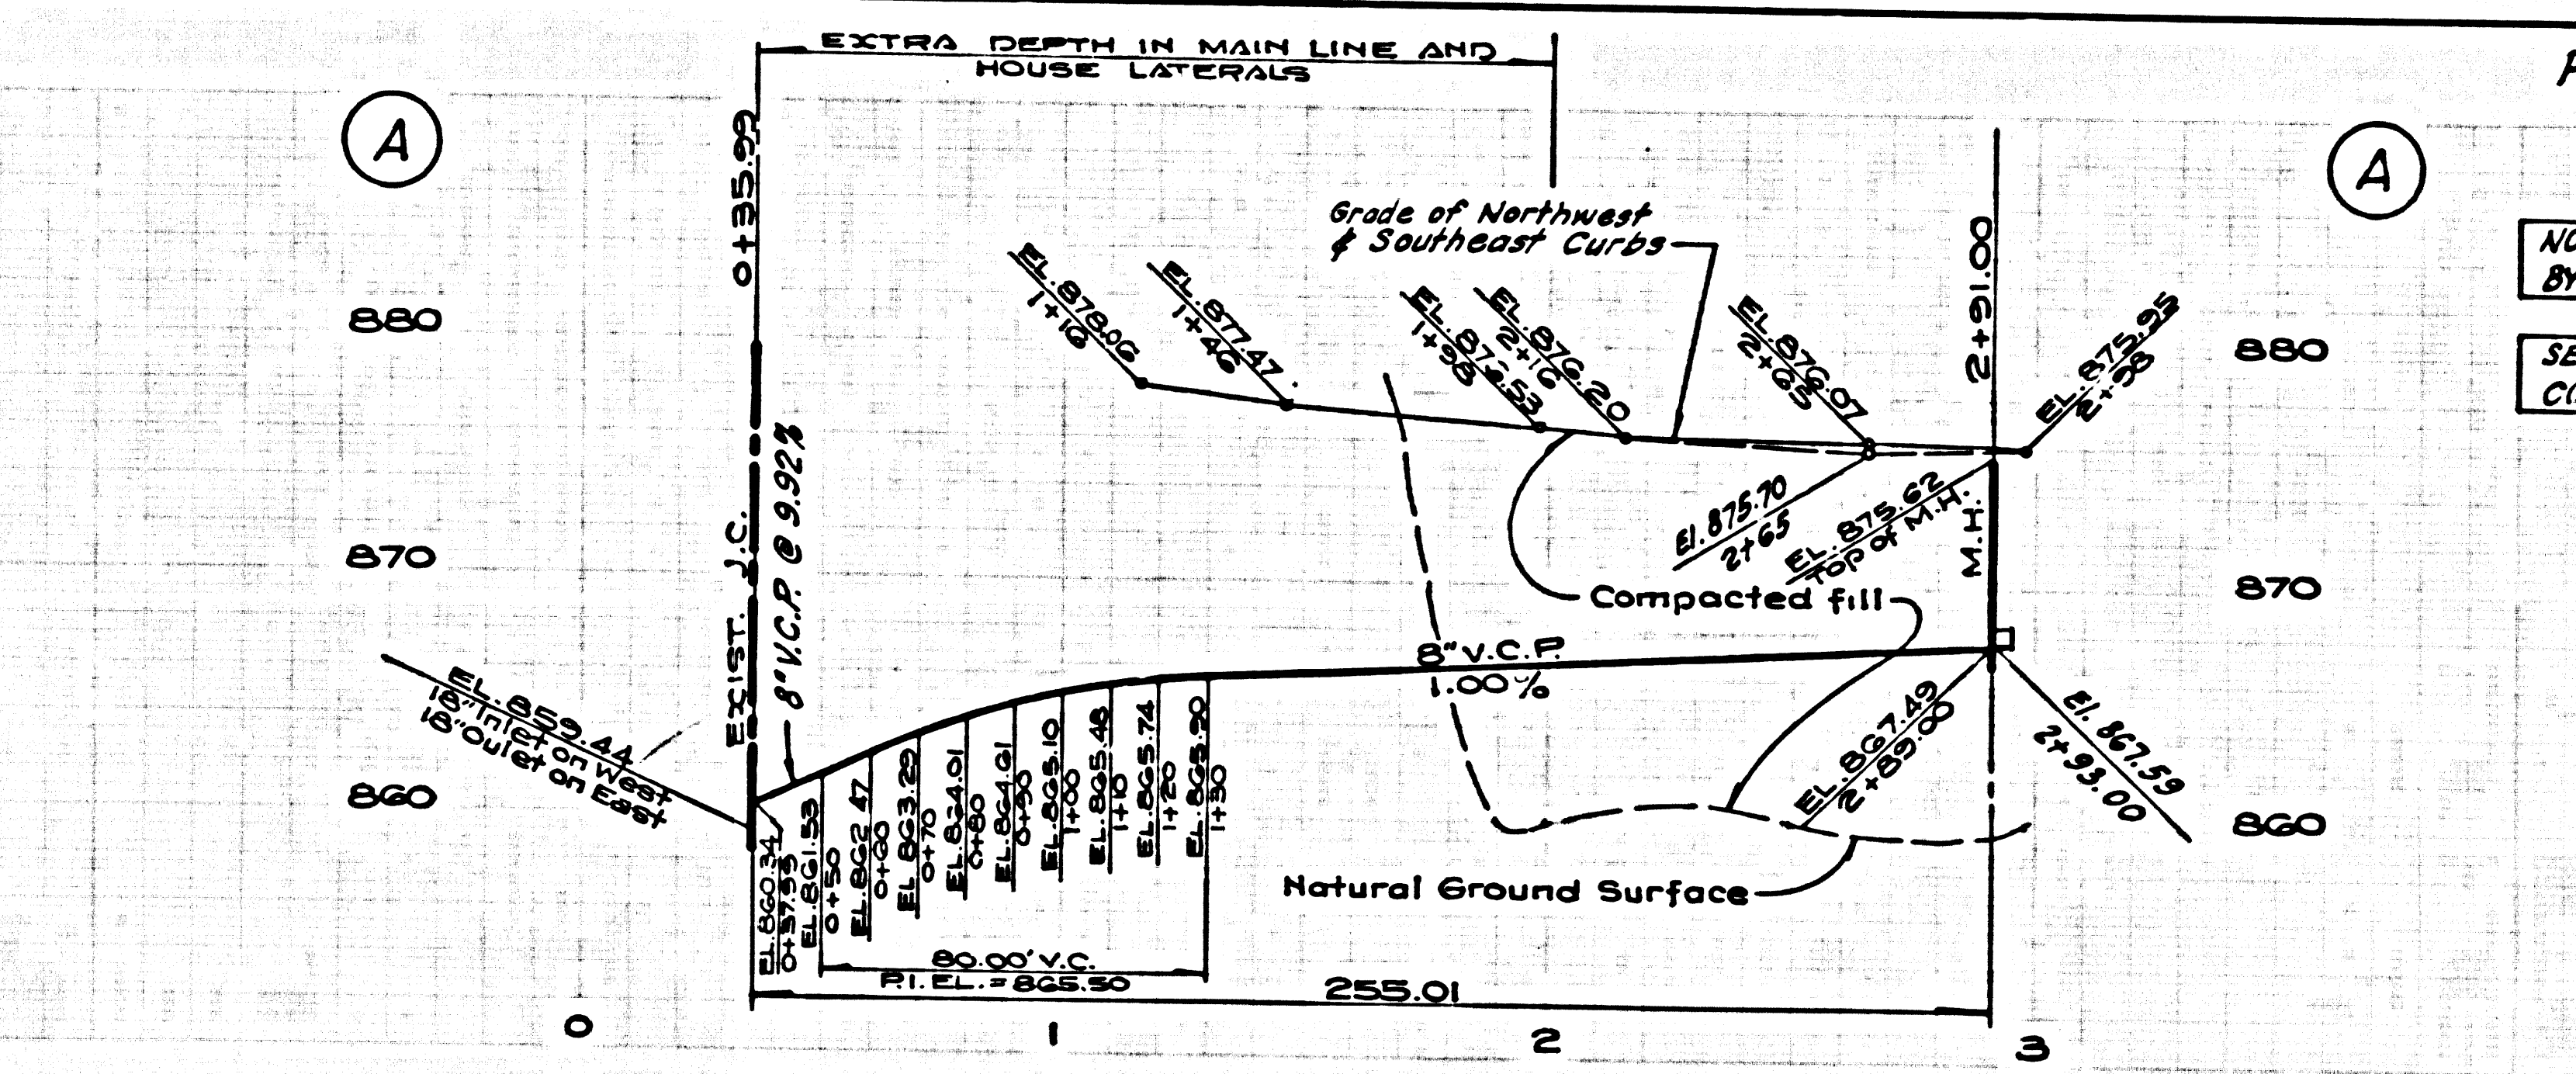 EXTRA DEPTH IN MAIN LINE AND
HOUSE LATERALS
A
A
0+35.99
2+91.00
Grade of Northwest
& Southeast Curbs
NO
BY
SE
880
880
EL.878.06
1+16
EL.877.47
1+46
EL.876.53
1+98
EL.876.20
2+16
EL.876.07
2+65
EL.875.95
2+98
8" V.C.P. @ 9.92%
EXIST. J.C.
El. 875.70
2+65
EL. 875.62
Top of M.H.
M.H.
870
870
Compacted fill
8" V.C.P.
1.00%
EL.859.44
18" Inlet on West
18" Oulet on East
860
860
EL.860.34
EL.861.53
0+50
EL.862.47
0+60
EL.863.29
0+70
EL.864.01
0+80
EL.864.61
0+90
EL.865.10
1+00
EL.865.48
1+10
EL.865.74
1+20
EL.865.90
1+30
EL.867.49
2+89.00
El. 867.59
2+93.00
Natural Ground Surface
80.00' V.C.
P.I. EL. = 865.50
255.01
0
1
2
3